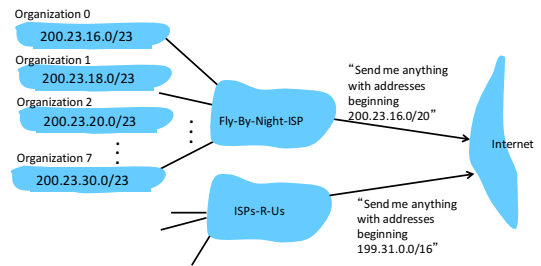 Organization 0
200.23.16.0/23
Organization 1
200.23.18.0/23
Organization 2
200.23.20.0/23
Organization 7
200.23.30.0/23
Fly-By-Night-ISP
“Send me anything
with addresses
beginning
200.23.16.0/20”
Internet
ISPs-R-Us
“Send me anything
with addresses
beginning
199.31.0.0/16”